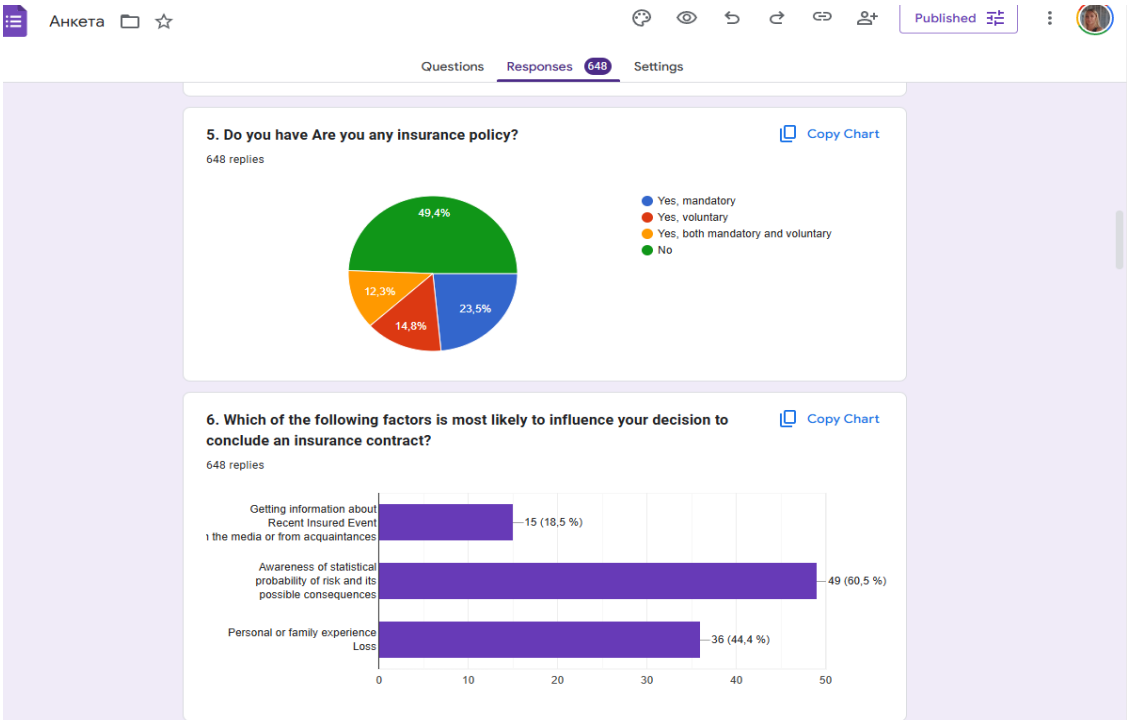 Анкета
Published
Questions
Responses 648
Settings
5. Do you have Are you any insurance policy?
Copy Chart
648 replies
49,4%
12,3%
14,8%
23,5%
Yes, mandatory
Yes, voluntary
Yes, both mandatory and voluntary
No
6. Which of the following factors is most likely to influence your decision to
conclude an insurance contract?
Copy Chart
648 replies
Getting information about
Recent Insured Event
the media or from acquaintances
15 (18,5 %)
Awareness of statistical
probability of risk and its
possible consequences
49 (60,5 %)
Personal or family experience
Loss
36 (44,4 %)
0
10
20
30
40
50